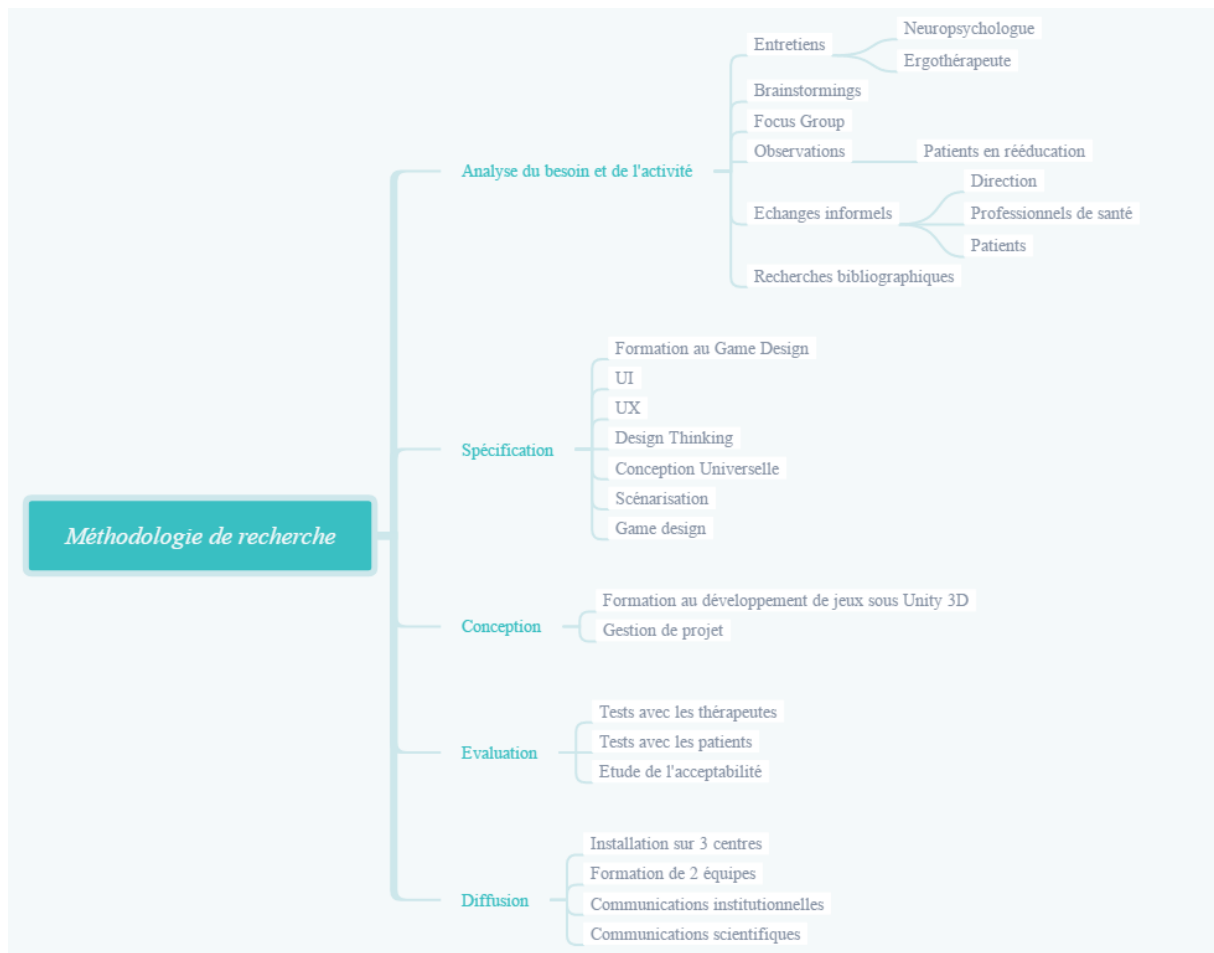 Méthodologie de recherche
Analyse du besoin et de l'activité
Entretiens
Neuropsychologue
Ergothérapeute
Brainstormings
Focus Group
Observations
Patients en rééducation
Echanges informels
Direction
Professionnels de santé
Patients
Recherches bibliographiques
Spécification
Formation au Game Design
UI
UX
Design Thinking
Conception Universelle
Scénarisation
Game design
Conception
Formation au développement de jeux sous Unity 3D
Gestion de projet
Evaluation
Tests avec les thérapeutes
Tests avec les patients
Etude de l'acceptabilité
Diffusion
Installation sur 3 centres
Formation de 2 équipes
Communications institutionnelles
Communications scientifiques